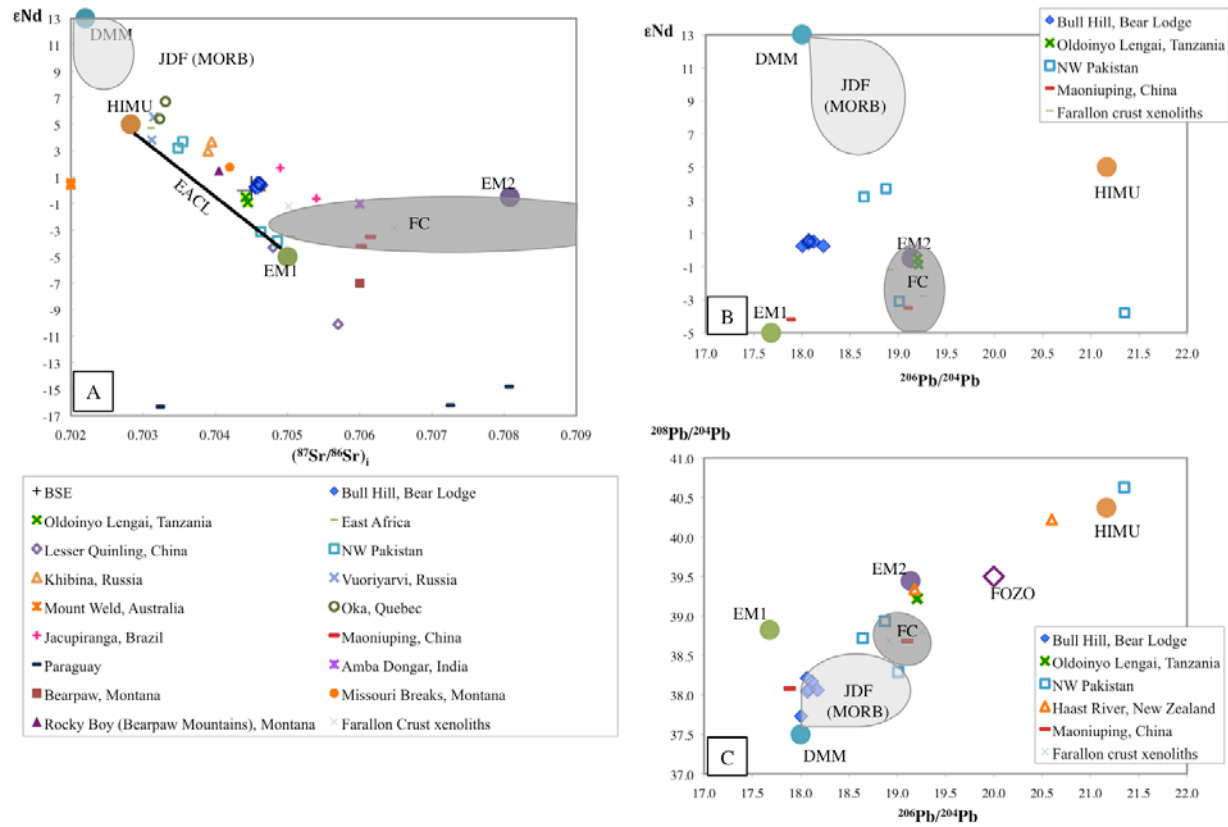 εNd
13
11
9
7
5
3
1
-1
-3
-5
-7
-9
-11
-13
-15
-17
DMM
JDF (MORB)
HIMU
EACL
EM2
FC
EM1
A
0.702 0.703 0.704 0.705 0.706 0.707 0.708 0.709
(⁸⁷Sr/⁸⁶Sr)ᵢ
BSE
Bull Hill, Bear Lodge
Oldoinyo Lengai, Tanzania
East Africa
Lesser Quinling, China
NW Pakistan
Khibina, Russia
Vuoriyarvi, Russia
Mount Weld, Australia
Oka, Quebec
Jacupiranga, Brazil
Maoniuping, China
Paraguay
Amba Dongar, India
Bearpaw, Montana
Missouri Breaks, Montana
Rocky Boy (Bearpaw Mountains), Montana
Farallon Crust xenoliths
εNd
13
11
9
7
5
3
1
-1
-3
-5
DMM
JDF
(MORB)
HIMU
EM2
FC
EM1
B
Bull Hill, Bear Lodge
Oldoinyo Lengai, Tanzania
NW Pakistan
Maoniuping, China
Farallon crust xenoliths
17.0 17.5 18.0 18.5 19.0 19.5 20.0 20.5 21.0 21.5 22.0
²⁰⁶Pb/²⁰⁴Pb
²⁰⁸Pb/²⁰⁴Pb
41.0
40.5
40.0
39.5
39.0
38.5
38.0
37.5
37.0
HIMU
EM2
FOZO
EM1
FC
JDF
(MORB)
DMM
C
Bull Hill, Bear Lodge
Oldoinyo Lengai, Tanzania
NW Pakistan
Haast River, New Zealand
Maoniuping, China
Farallon crust xenoliths
17.0 17.5 18.0 18.5 19.0 19.5 20.0 20.5 21.0 21.5 22.0
²⁰⁶Pb/²⁰⁴Pb